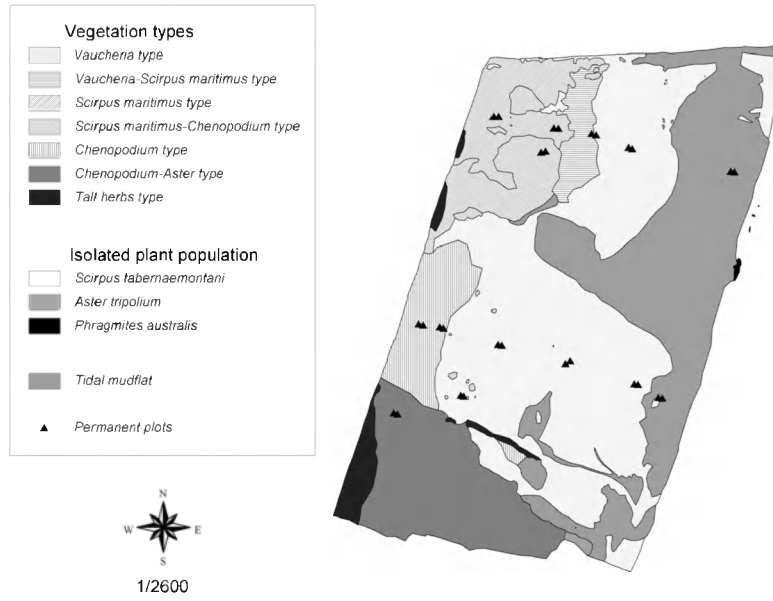 Vegetation types
Vaucheria type
Vaucheria-Scirpus maritimus type
Scirpus maritimus type
Scirpus maritimus-Chenopodium type
Chenopodium type
Chenopodium-Aster type
Tall herbs type
Isolated plant population
Scirpus tabernaemontani
Aster tripolium
Phragmites australis
Tidal mudflat
Permanent plots
N
W E
S
1/2600